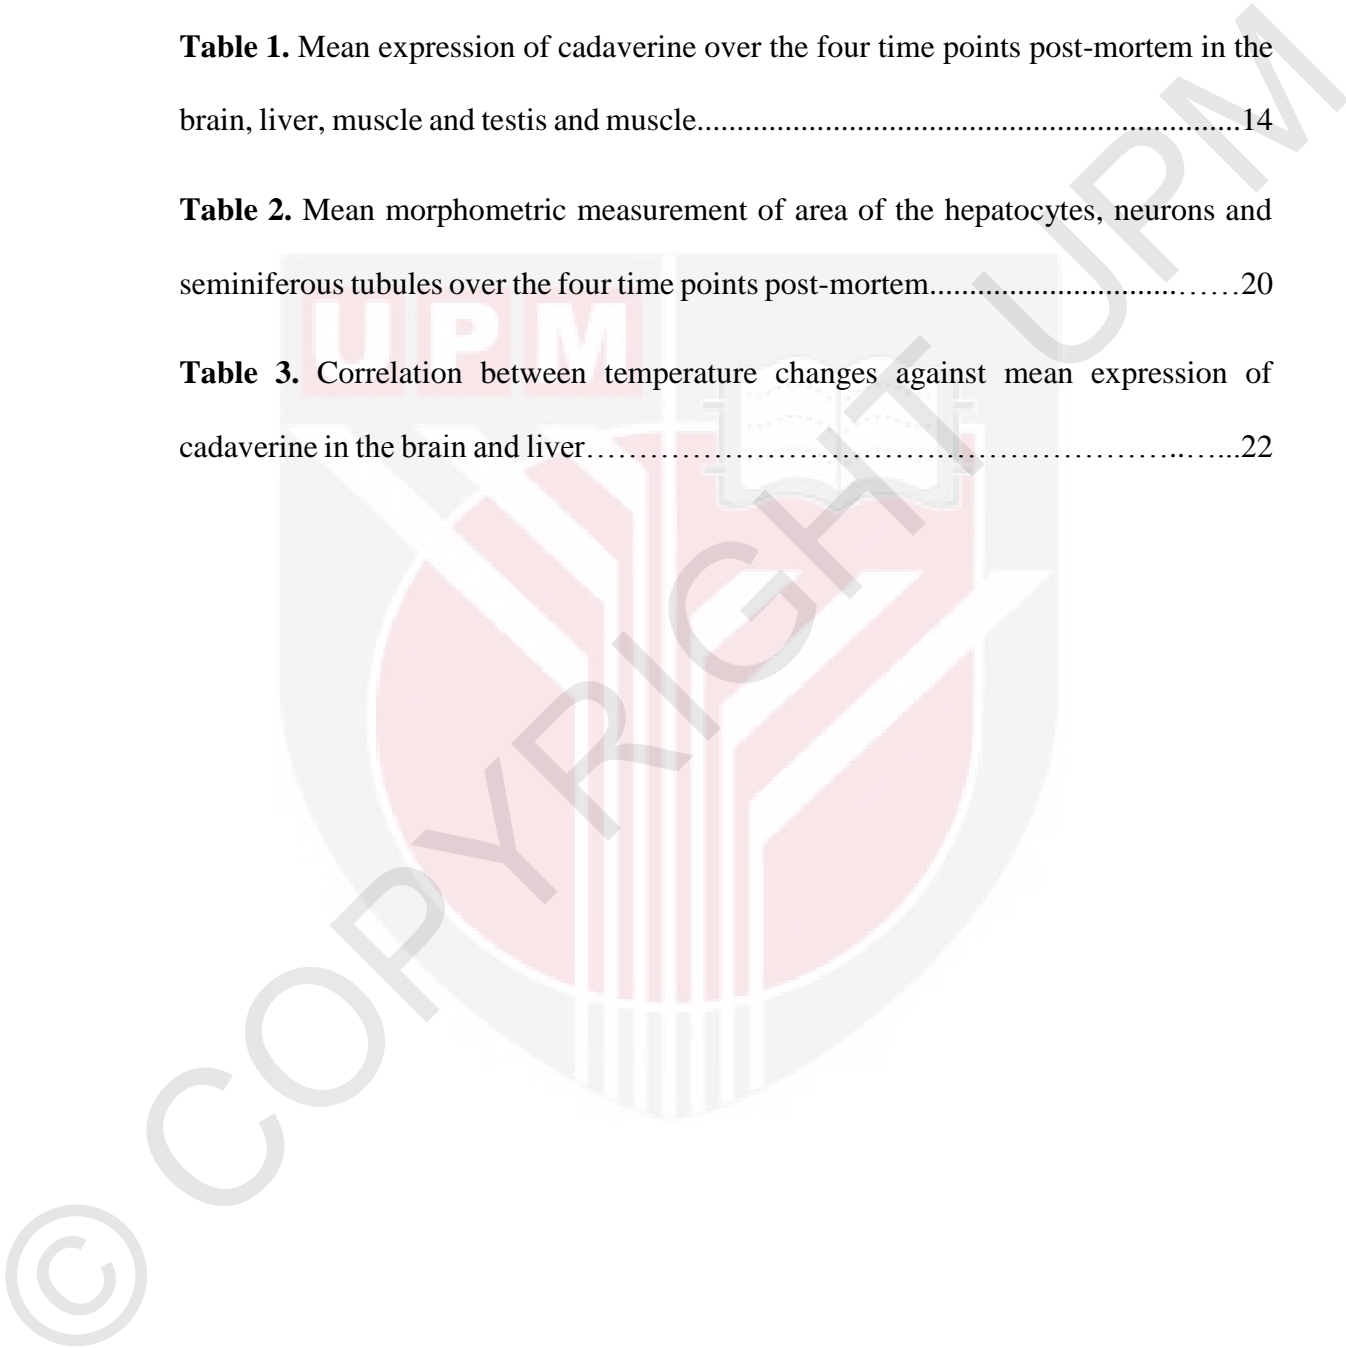 Table 1. Mean expression of cadaverine over the four time points post-mortem in the
brain, liver, muscle and testis and muscle.....................................................................14
Table 2. Mean morphometric measurement of area of the hepatocytes, neurons and
seminiferous tubules over the four time points post-mortem...............................……20
Table 3. Correlation between temperature changes against mean expression of
cadaverine in the brain and liver…………………………………………………………..…...22
UPM
© COPYRIGHT UPM